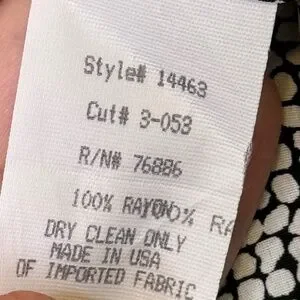 Style# 14463
Cut# 3-053
R/N# 76886
100% RAYON
DRY CLEAN ONLY
MADE IN USA
OF IMPORTED FABRIC